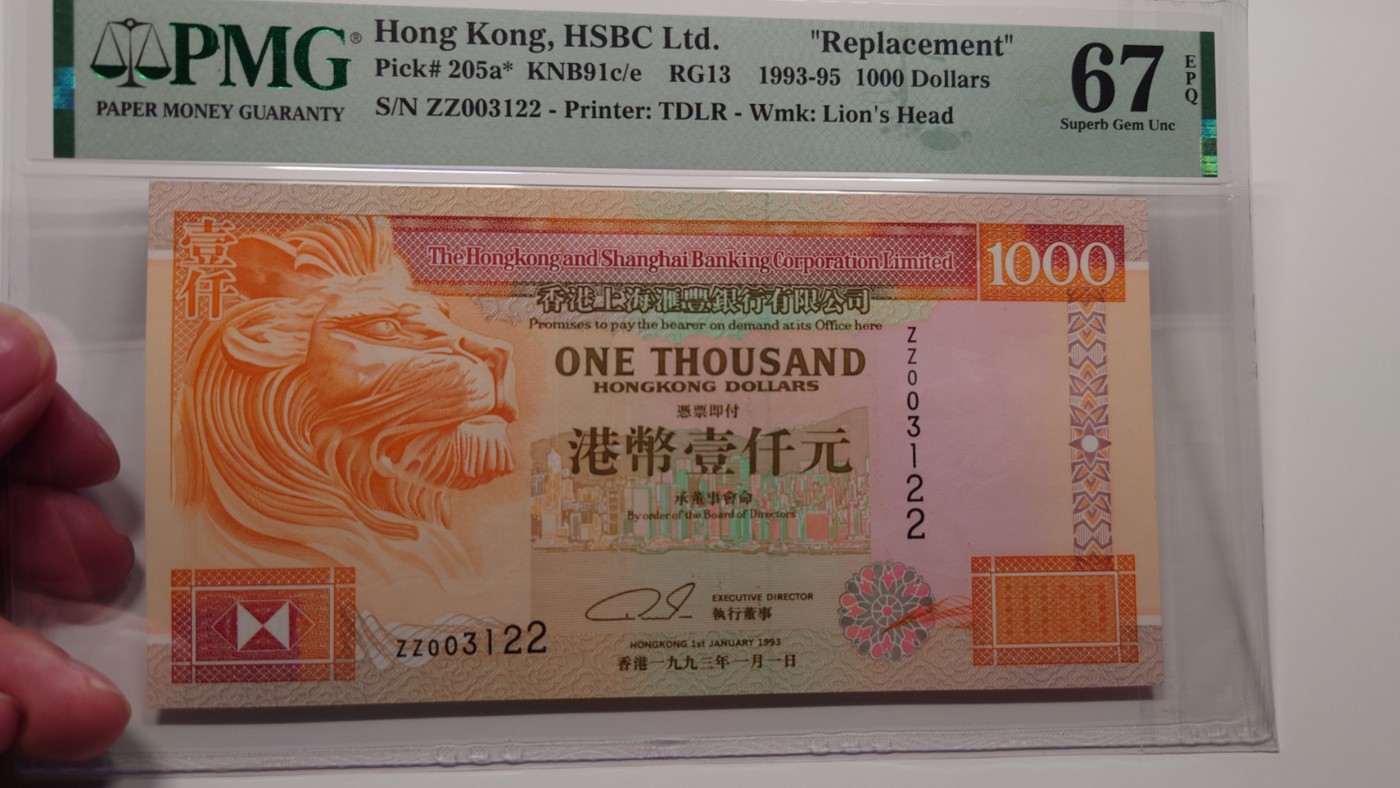 PMG®
PAPER MONEY GUARANTY
Hong Kong, HSBC Ltd. "Replacement"
Pick# 205a* KNB91c/e RG13 1993-95 1000 Dollars
S/N ZZ003122 - Printer: TDLR - Wmk: Lion's Head
67
EPQ
Superb Gem Unc
壹仟
The Hongkong and Shanghai Banking Corporation Limited
1000
香港上海滙豐銀行有限公司
Promises to pay the bearer on demand at its Office here
ONE THOUSAND
HONGKONG DOLLARS
憑票即付
港幣壹仟元
承董事會命
By order of the Board of Directors
ZZ003122
EXECUTIVE DIRECTOR
執行董事
ZZ003122
HONGKONG 1st JANUARY 1993
香港一九九三年一月一日